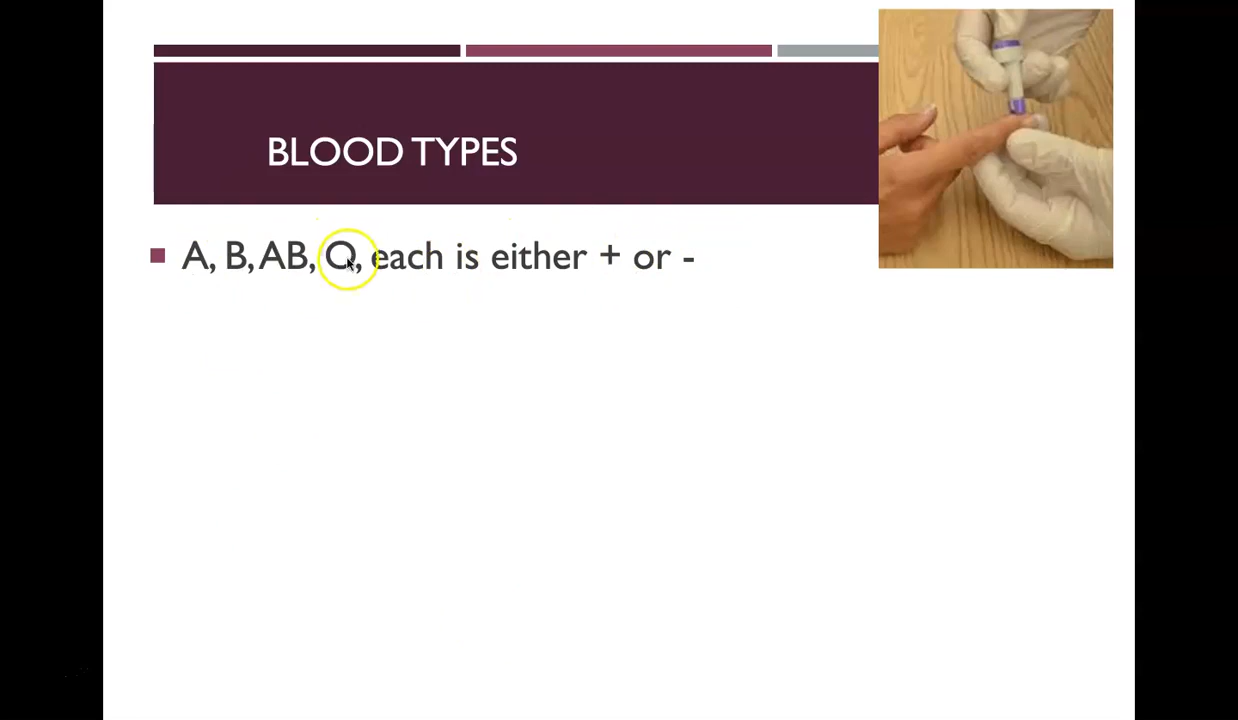 BLOOD TYPES
A, B, AB, O, each is either + or -